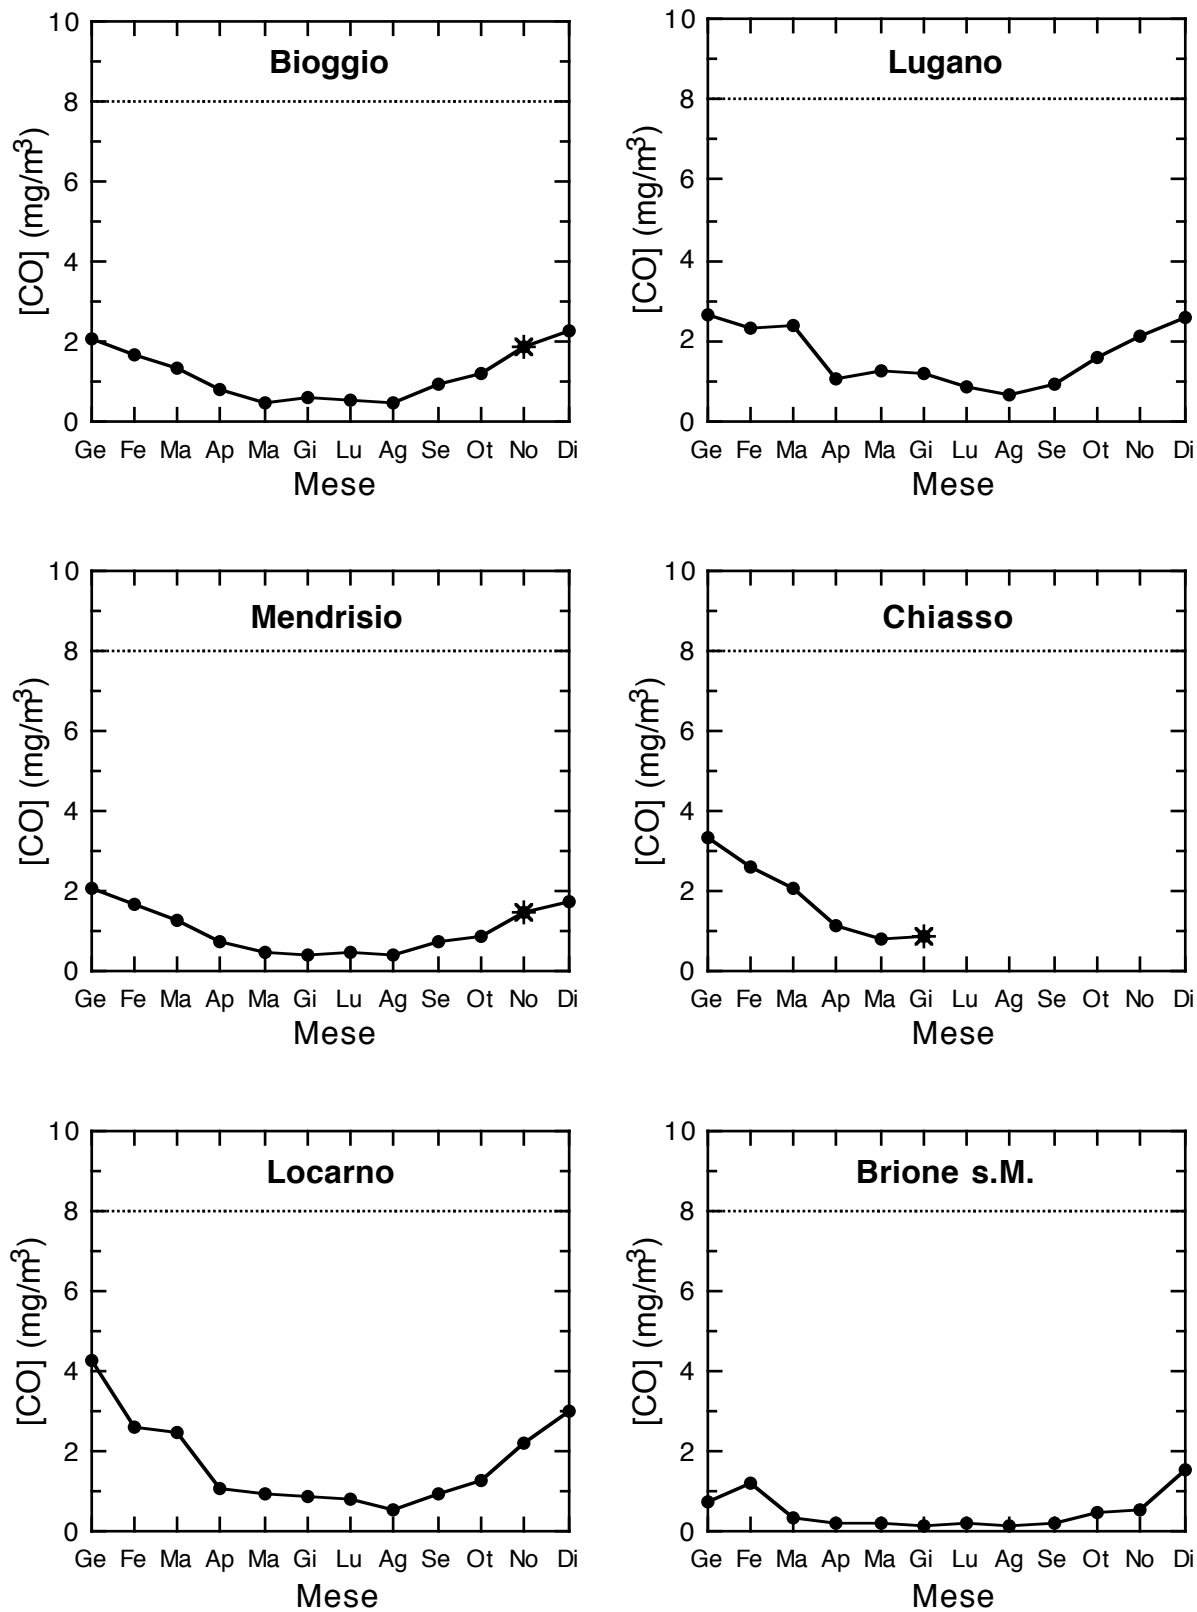 Bioggio
[CO] (mg/m³)
10
8
6
4
2
0
Ge Fe Ma Ap Ma Gi Lu Ag Se Ot No Di
Mese
Lugano
[CO] (mg/m³)
10
8
6
4
2
0
Ge Fe Ma Ap Ma Gi Lu Ag Se Ot No Di
Mese
Mendrisio
[CO] (mg/m³)
10
8
6
4
2
0
Ge Fe Ma Ap Ma Gi Lu Ag Se Ot No Di
Mese
Chiasso
[CO] (mg/m³)
10
8
6
4
2
0
Ge Fe Ma Ap Ma Gi Lu Ag Se Ot No Di
Mese
Locarno
[CO] (mg/m³)
10
8
6
4
2
0
Ge Fe Ma Ap Ma Gi Lu Ag Se Ot No Di
Mese
Brione s.M.
[CO] (mg/m³)
10
8
6
4
2
0
Ge Fe Ma Ap Ma Gi Lu Ag Se Ot No Di
Mese